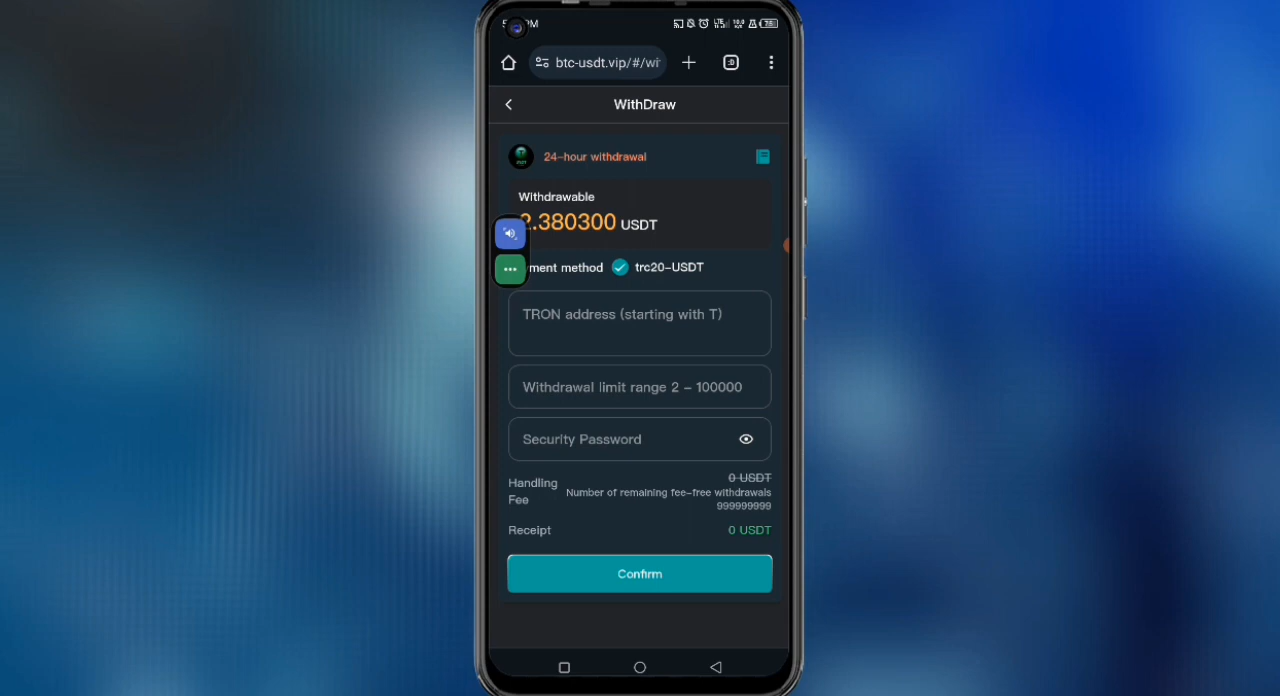 btc-usdt.vip/#/wi
WithDraw
24-hour withdrawal
Withdrawable
2.380300 USDT
ment method trc20-USDT
TRON address (starting with T)
Withdrawal limit range 2 - 100000
Security Password
Handling Fee
0 USDT
Number of remaining fee-free withdrawals
999999999
Receipt 0 USDT
Confirm